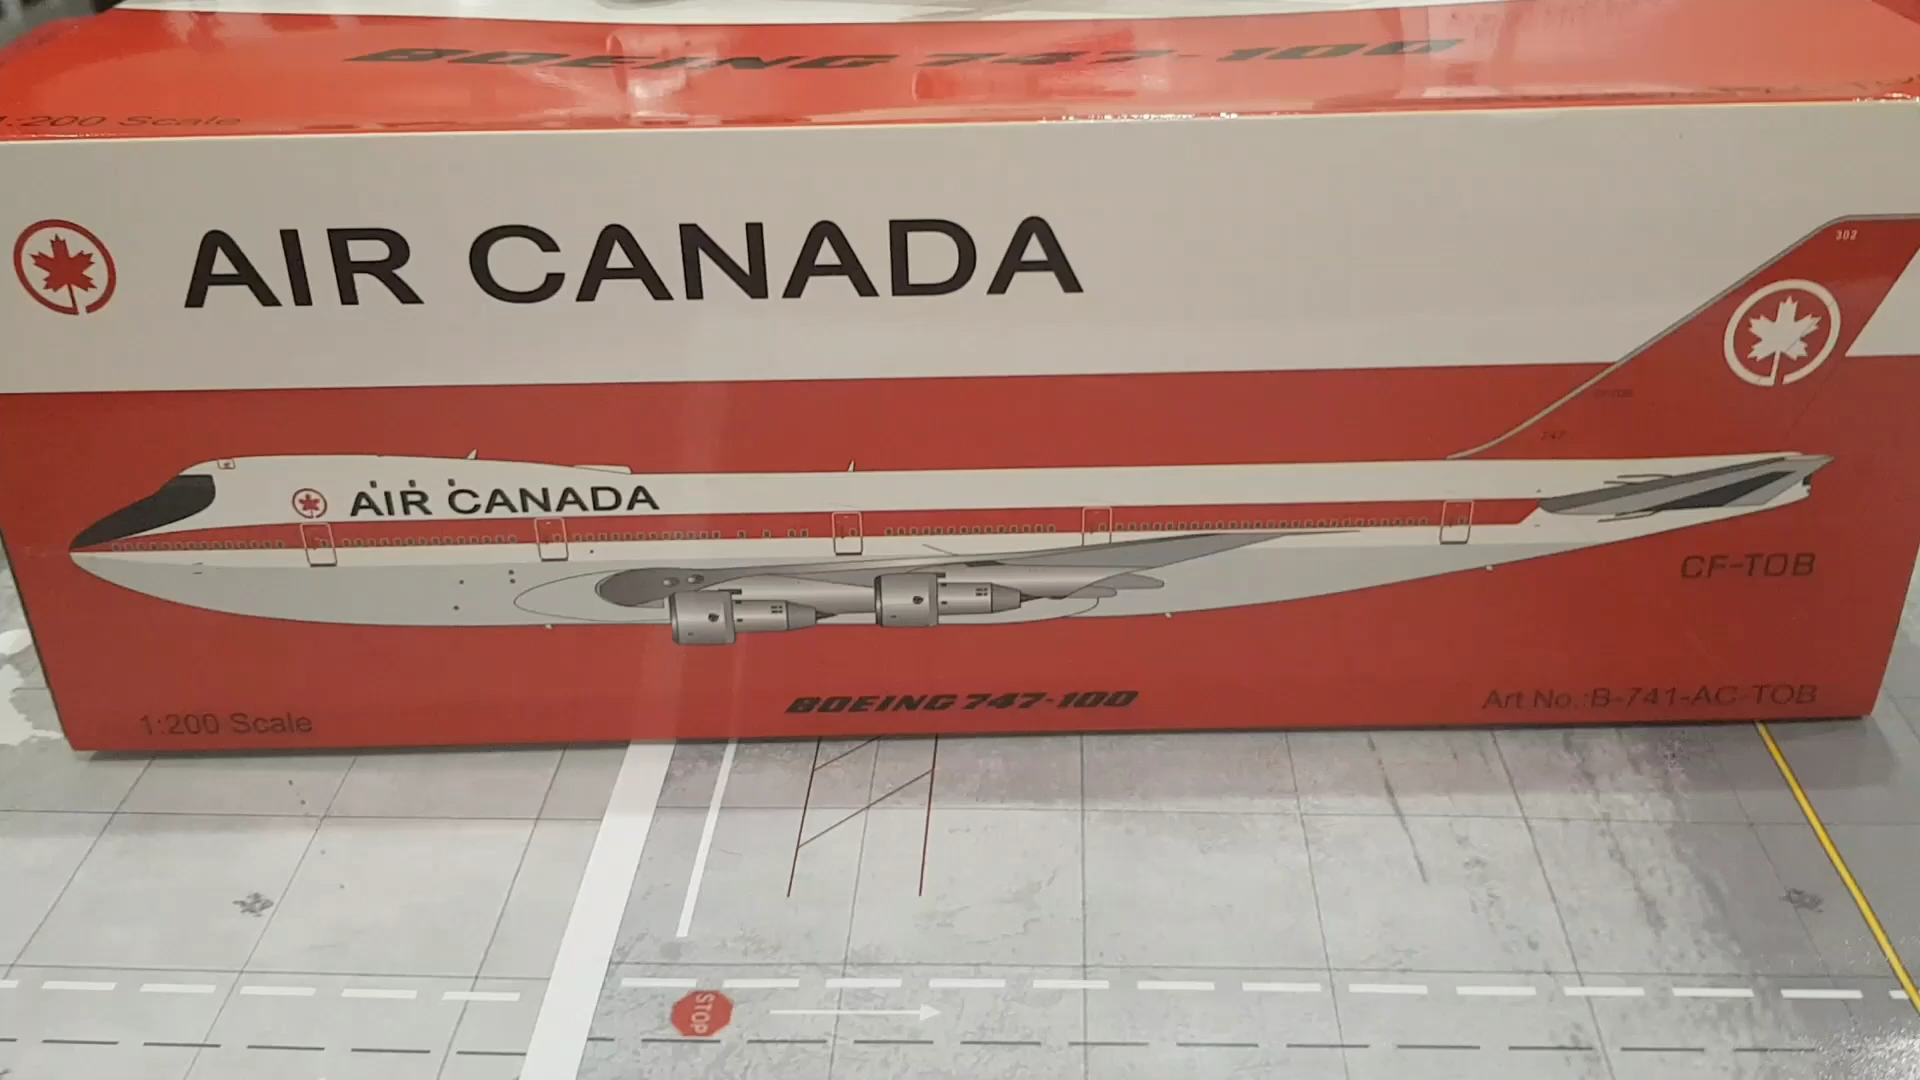 BOEING 747-100
1:200 Scale
AIR CANADA
302
747
AIR CANADA
CF-TOB
BOEING 747-100
Art No.:B-741-AC-TOB
1:200 Scale
STOP